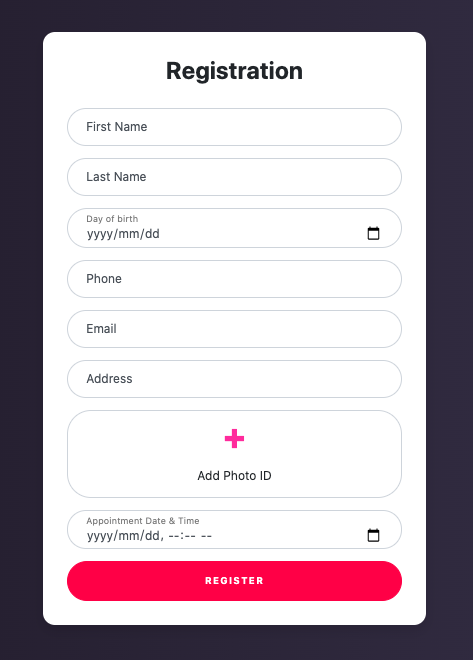 Registration
First Name
Last Name
Day of birth
yyyy/mm/dd
Phone
Email
Address
Add Photo ID
Appointment Date & Time
yyyy/mm/dd, --:-- --
REGISTER